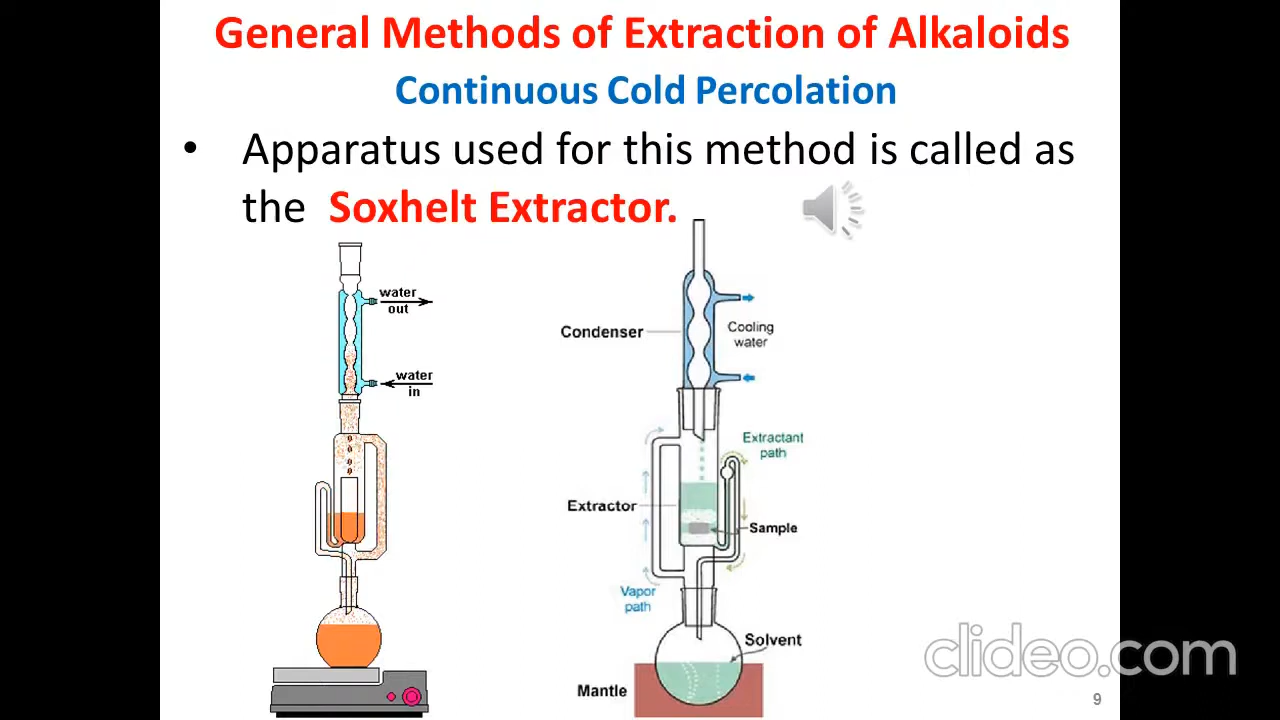 General Methods of Extraction of Alkaloids
Continuous Cold Percolation
• Apparatus used for this method is called as
the Soxhelt Extractor.
water
out
water
in
Condenser
Cooling
water
Extractant
path
Extractor
Sample
Vapor
path
Solvent
Mantle
clideo.com
9